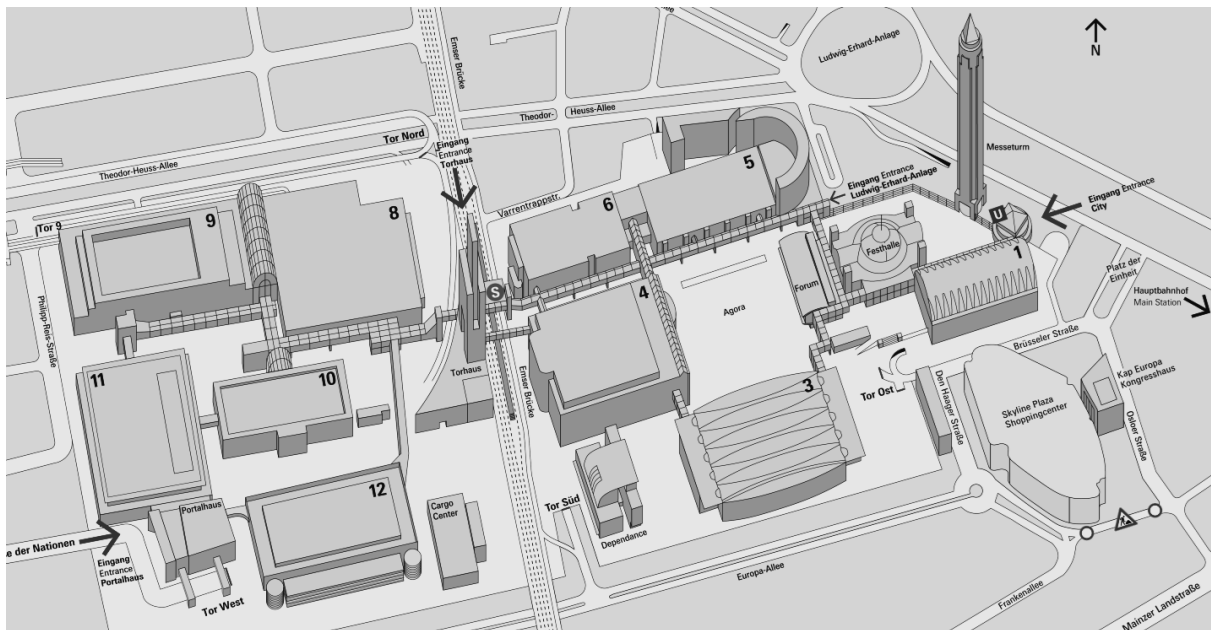 Emser Brücke
Ludwig-Erhard-Anlage
N
Theodor-
Heuss-Allee
Tor Nord
Eingang
Entrance
Torhaus
Theodor-Heuss-Allee
Messeturm
5
Eingang Entrance
Ludwig-Erhard-Anlage
Eingang Entrance
City
Varrentrappstr.
6
8
9
Tor 9
U
Festhalle
1
Platz der
Einheit
Hauptbahnhof
Main Station
S
4
Forum
Agora
Philipp-Reis-Straße
Brüsseler Straße
Torhaus
Emser Brücke
11
10
3
Tor Ost
Den Haager Straße
Skyline Plaza
Shoppingcenter
Kap Europa
Kongresshaus
Osloer Straße
12
Portalhaus
Cargo
Center
Tor Süd
Dependance
e der Nationen
Eingang
Entrance
Portalhaus
Tor West
Europa-Allee
Frankenallee
Mainzer Landstraße